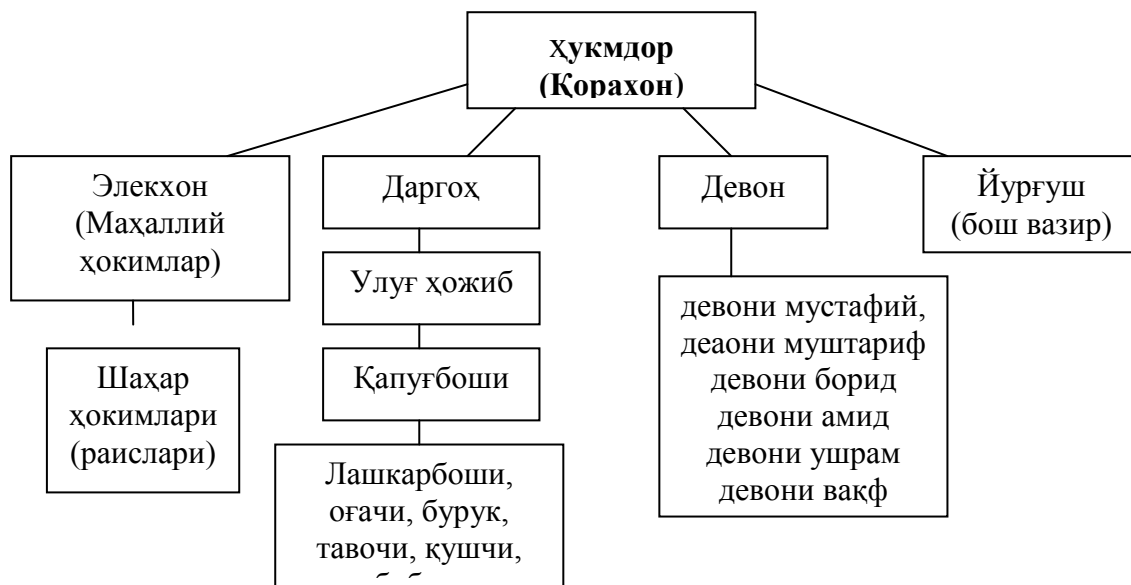 Ҳукмдор
(Қорахон)
Элекхон
(Маҳаллий
ҳокимлар)
Даргоҳ
Девон
Йурғуш
(бош вазир)
Улуғ ҳожиб
Қапуғбоши
Лашкарбоши,
оғачи, бурук,
тавочи, қушчи,
Шаҳар
ҳокимлари
(раислари)
девони мустафий,
деаони муштариф
девони борид
девони амид
девони ушрам
девони вақф